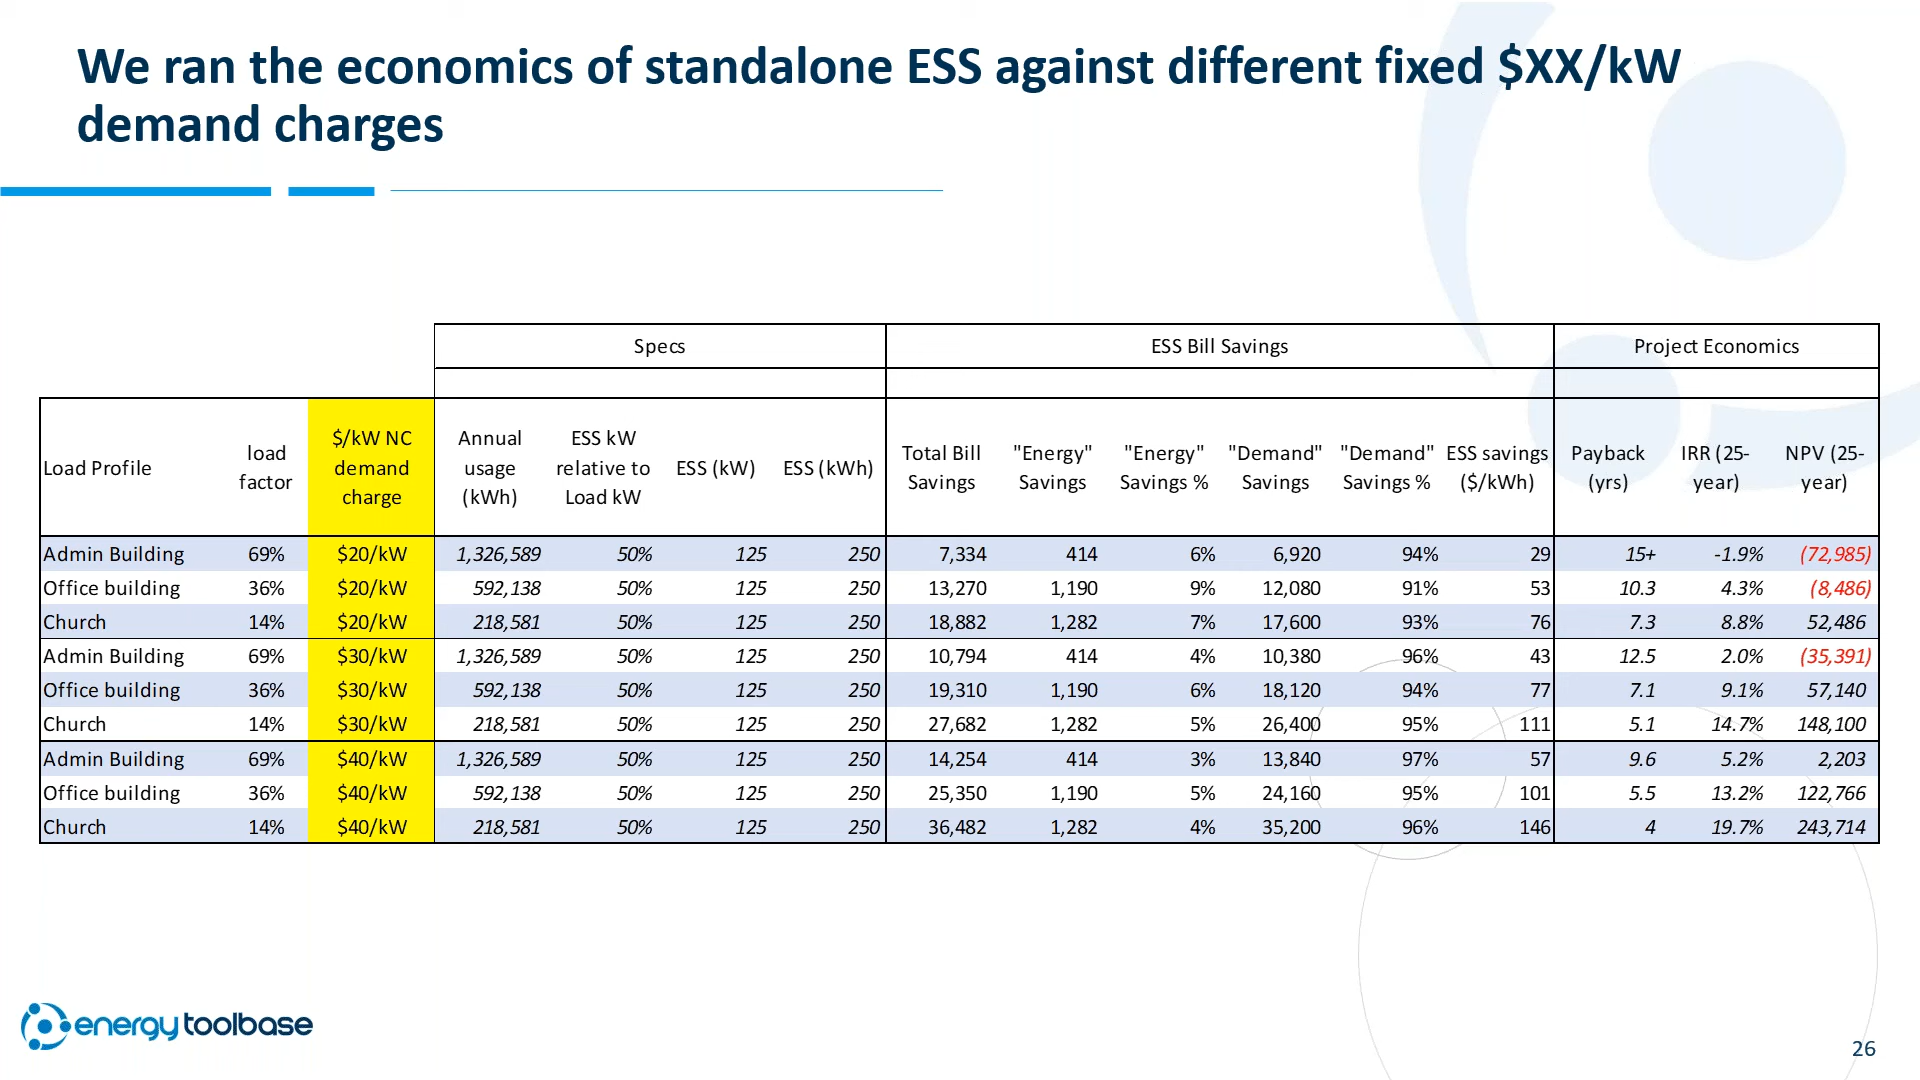 We ran the economics of standalone ESS against different fixed $XX/kW
demand charges
Specs ESS Bill Savings Project Economics
Load Profile load factor $/kW NC demand charge Annual usage (kWh) ESS kW relative to Load kW ESS (kW) ESS (kWh) Total Bill Savings "Energy" Savings "Energy" Savings % "Demand" Savings "Demand" Savings % ESS savings ($/kWh) Payback (yrs) IRR (25-year) NPV (25-year)
Admin Building 69% $20/kW 1,326,589 50% 125 250 7,334 414 6% 6,920 94% 29 15+ -1.9% (72,985)
Office building 36% $20/kW 592,138 50% 125 250 13,270 1,190 9% 12,080 91% 53 10.3 4.3% (8,486)
Church 14% $20/kW 218,581 50% 125 250 18,882 1,282 7% 17,600 93% 76 7.3 8.8% 52,486
Admin Building 69% $30/kW 1,326,589 50% 125 250 10,794 414 4% 10,380 96% 43 12.5 2.0% (35,391)
Office building 36% $30/kW 592,138 50% 125 250 19,310 1,190 6% 18,120 94% 77 7.1 9.1% 57,140
Church 14% $30/kW 218,581 50% 125 250 27,682 1,282 5% 26,400 95% 111 5.1 14.7% 148,100
Admin Building 69% $40/kW 1,326,589 50% 125 250 14,254 414 3% 13,840 97% 57 9.6 5.2% 2,203
Office building 36% $40/kW 592,138 50% 125 250 25,350 1,190 5% 24,160 95% 101 5.5 13.2% 122,766
Church 14% $40/kW 218,581 50% 125 250 36,482 1,282 4% 35,200 96% 146 4 19.7% 243,714
energy toolbase
26